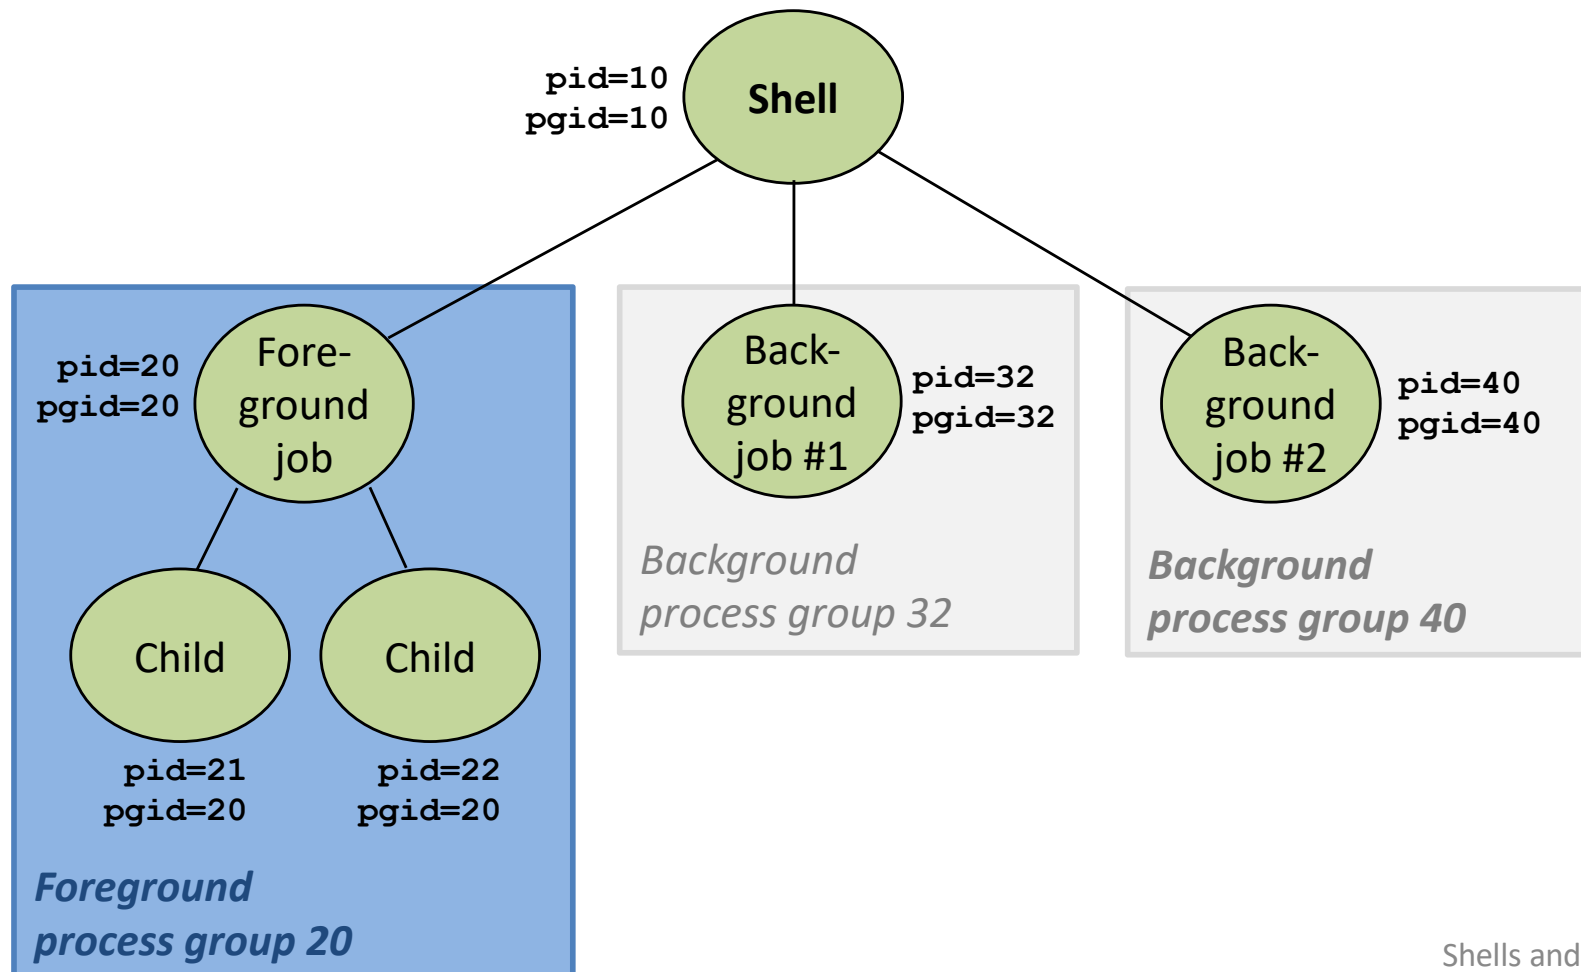 pid=10
pgid=10
Shell
pid=20
pgid=20
Fore-
ground
job
Back-
ground
job #1
pid=32
pgid=32
Back-
ground
job #2
pid=40
pgid=40
Background
process group 32
Background
process group 40
Child
Child
pid=21
pgid=20
pid=22
pgid=20
Foreground
process group 20
Shells and